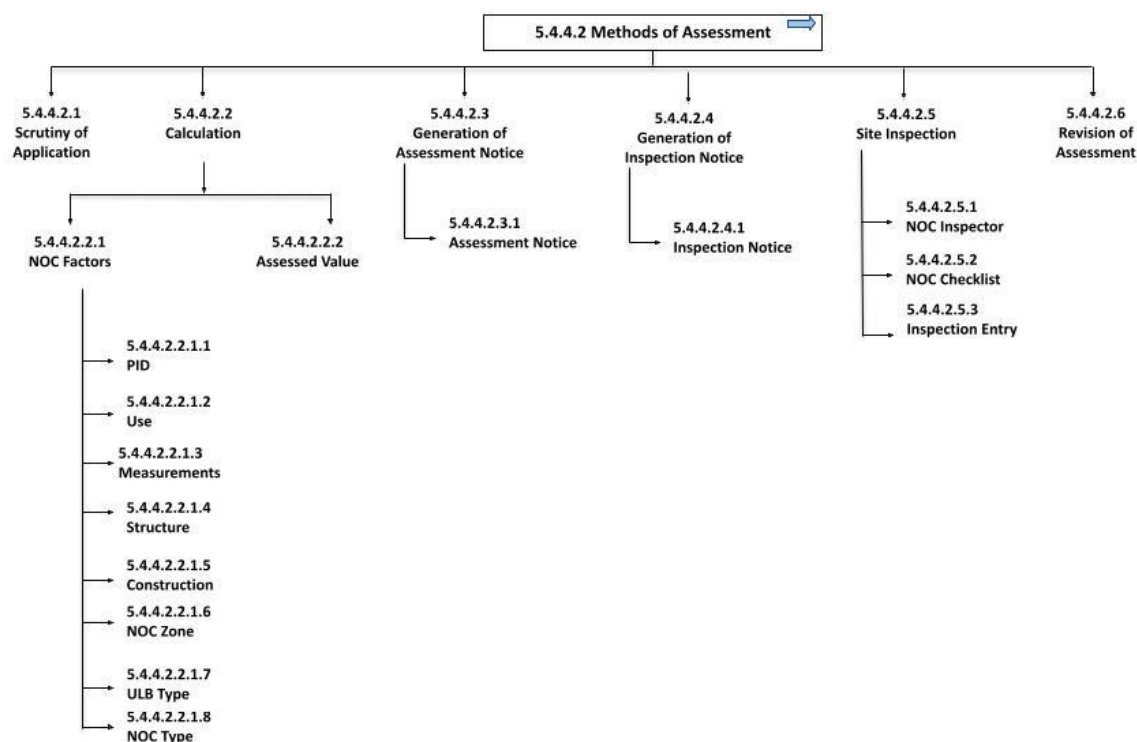 5.4.4.2 Methods of Assessment
5.4.4.2.1
Scrutiny of
Application
5.4.4.2.2
Calculation
5.4.4.2.3
Generation of
Assessment Notice
5.4.4.2.4
Generation of
Inspection Notice
5.4.4.2.5
Site Inspection
5.4.4.2.6
Revision of
Assessment
5.4.4.2.2.1
NOC Factors
5.4.4.2.2.2
Assessed Value
5.4.4.2.3.1
Assessment Notice
5.4.4.2.4.1
Inspection Notice
5.4.4.2.5.1
NOC Inspector
5.4.4.2.5.2
NOC Checklist
5.4.4.2.5.3
Inspection Entry
5.4.4.2.2.1.1
PID
5.4.4.2.2.1.2
Use
5.4.4.2.2.1.3
Measurements
5.4.4.2.2.1.4
Structure
5.4.4.2.2.1.5
Construction
5.4.4.2.2.1.6
NOC Zone
5.4.4.2.2.1.7
ULB Type
5.4.4.2.2.1.8
NOC Type